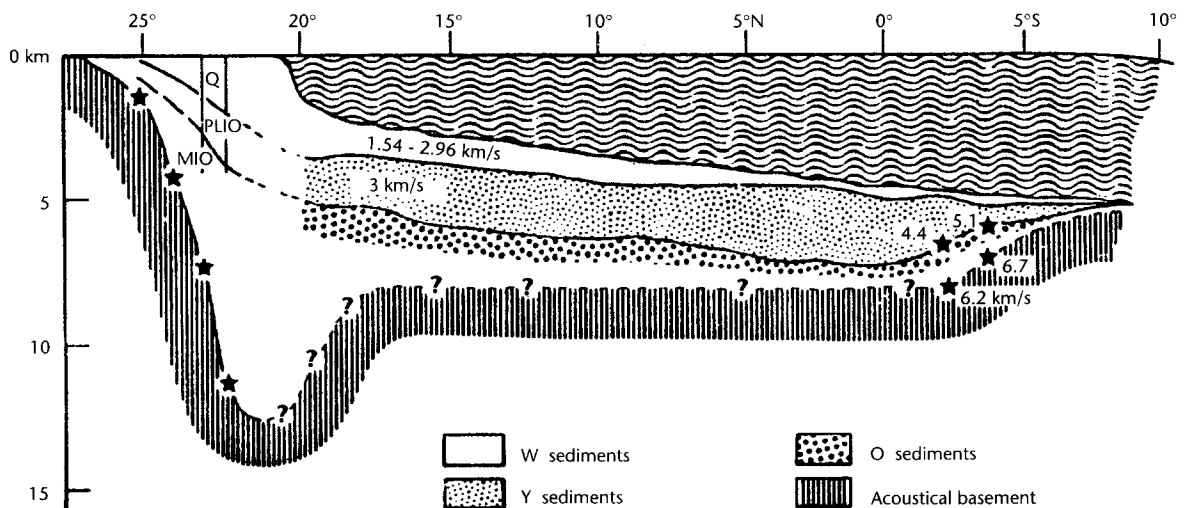 25° 20° 15° 10° 5°N 0° 5°S 10°
0 km
Q
PLIO
MIO
1.54 - 2.96 km/s
3 km/s
5
4.4 5.1
6.7
6.2 km/s
? ? ? ? ? ? ?
10
15
W sediments
O sediments
Y sediments
Acoustical basement